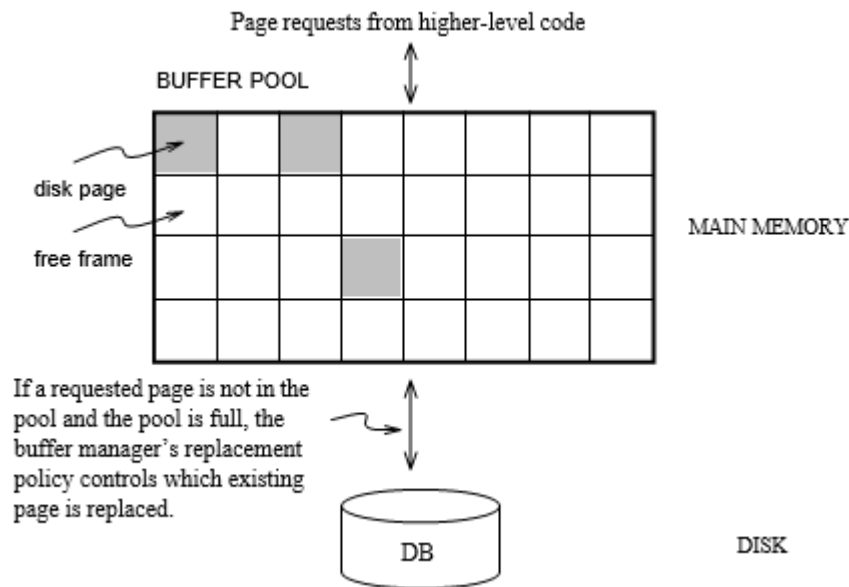 Page requests from higher-level code
BUFFER POOL
disk page
free frame
MAIN MEMORY
If a requested page is not in the
pool and the pool is full, the
buffer manager's replacement
policy controls which existing
page is replaced.
DB
DISK